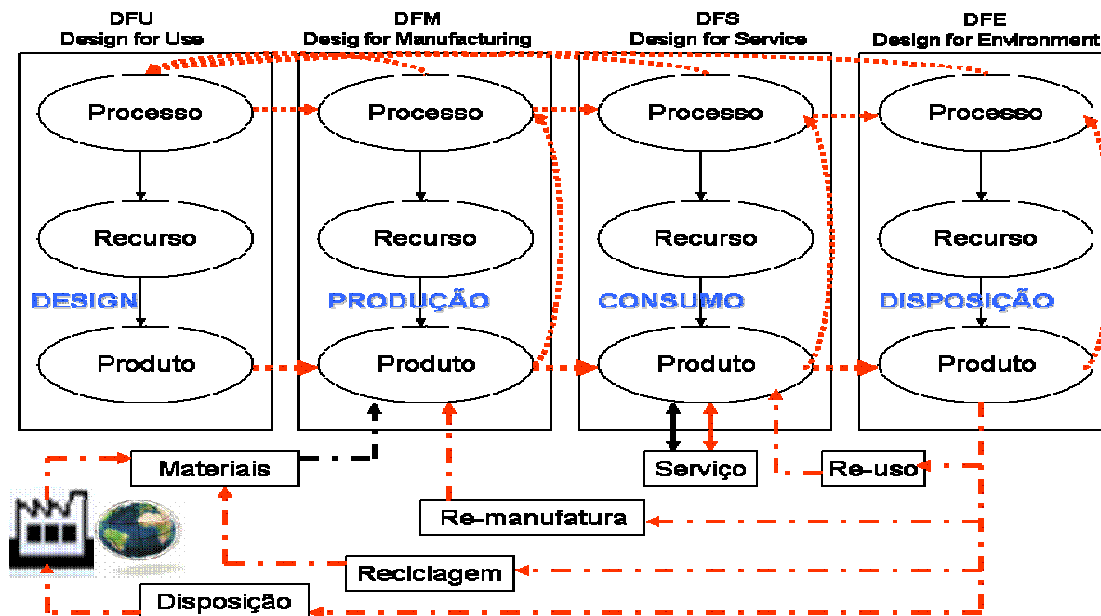 DFU
Design for Use
DFM
Desig for Manufacturing
DFS
Design for Service
DFE
Design for Environment
Processo
Processo
Processo
Processo
Recurso
Recurso
Recurso
Recurso
DESIGN
PRODUÇÃO
CONSUMO
DISPOSIÇÃO
Produto
Produto
Produto
Produto
Materiais
Serviço
Re-uso
Re-manufatura
Reciclagem
Disposição